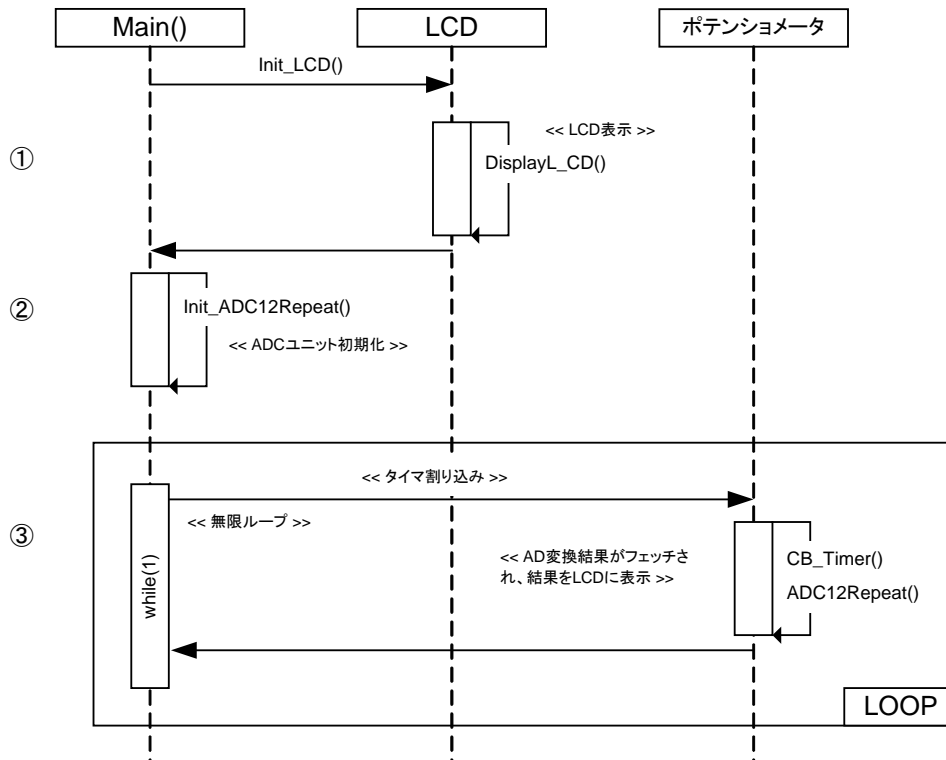 Main()
LCD
ポテンショメータ
Init_LCD()
①
<< LCD表示 >>
DisplayL_CD()
②
Init_ADC12Repeat()
<< ADCユニット初期化 >>
③
<< タイマ割り込み >>
<< 無限ループ >>
while(1)
<< AD変換結果がフェッチさ
れ、結果をLCDに表示 >>
CB_Timer()
ADC12Repeat()
LOOP